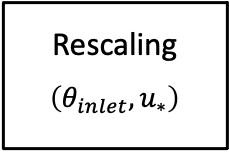 Rescaling
(θ_inlet, u_*)